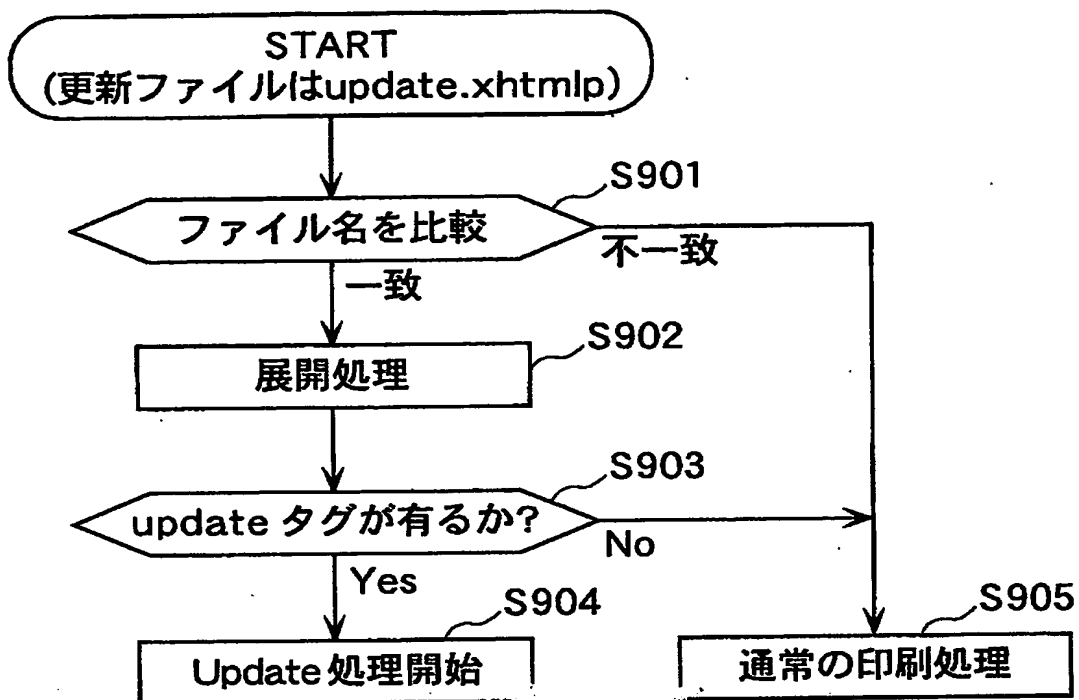 START
(更新ファイルはupdate.xhtmlp)
S901
ファイル名を比較
不一致
一致
S902
展開処理
S903
update タグが有るか?
No
Yes
S904
S905
Update 処理開始
通常の印刷処理